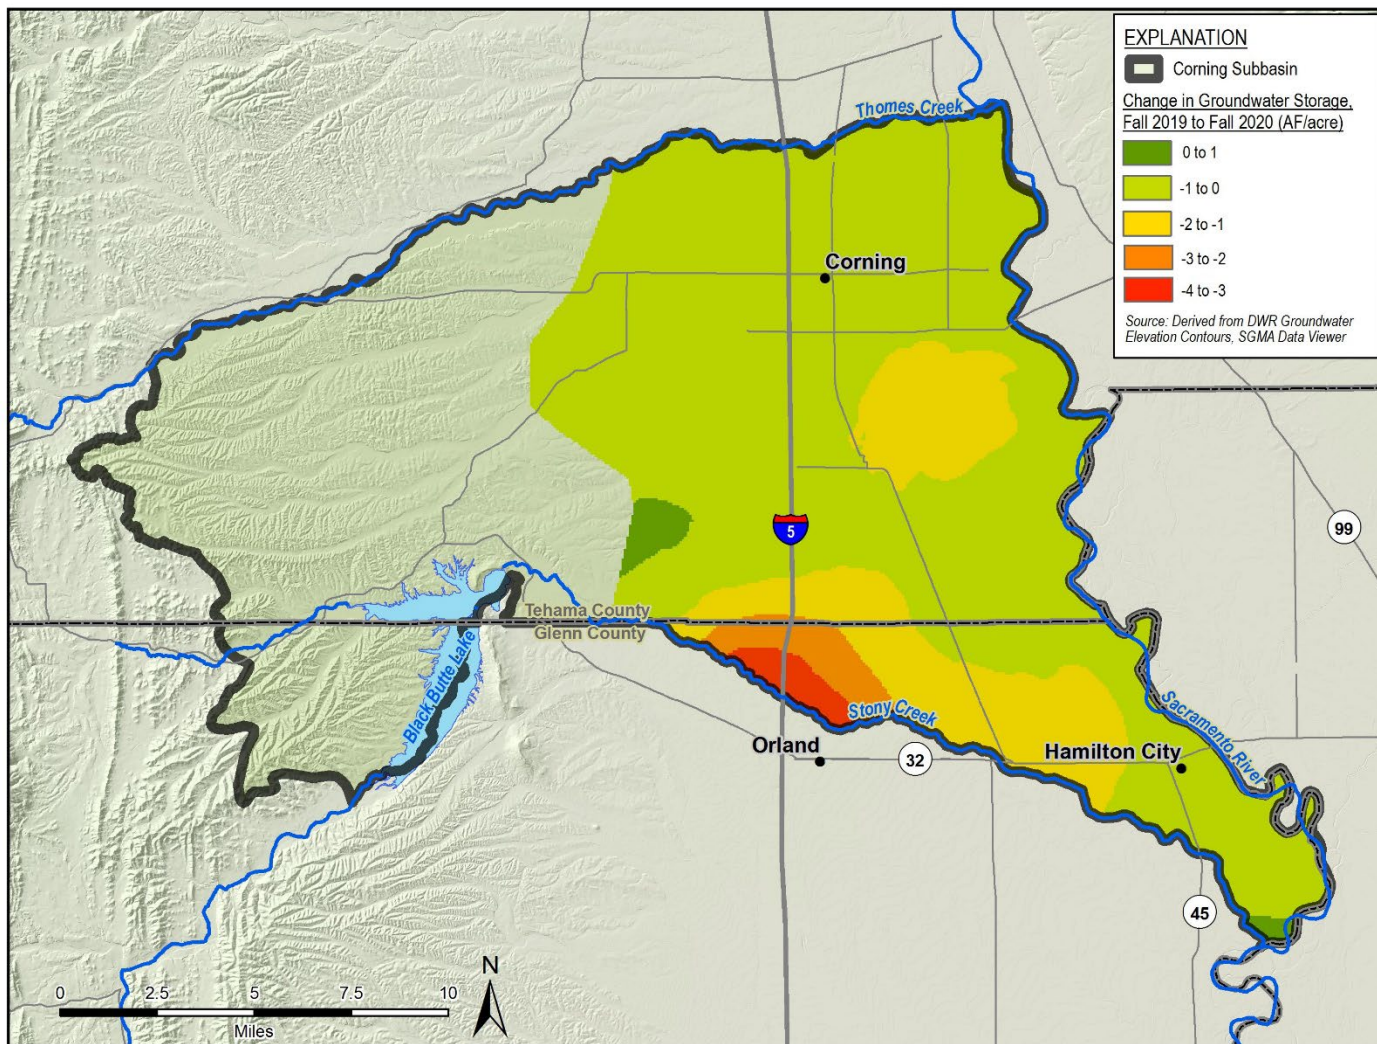 EXPLANATION
Corning Subbasin
Change in Groundwater Storage,
Fall 2019 to Fall 2020 (AF/acre)
0 to 1
-1 to 0
-2 to -1
-3 to -2
-4 to -3
Source: Derived from DWR Groundwater
Elevation Contours, SGMA Data Viewer
Thomes Creek
Corning
99
5
Tehama County
Glenn County
Black Butte Lake
Stony Creek
Sacramento River
Orland
32
Hamilton City
45
N
0 2.5 5 7.5 10
Miles